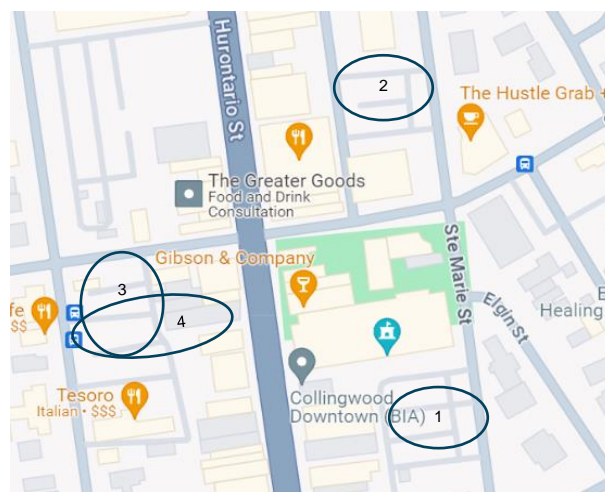 Hurontario St
2
The Hustle Grab +
The Greater Goods
Food and Drink
Consultation
Gibson & Company
Ste Marie St
3
fe
$$
4
Elgin St
E
Healing
Tesoro
Italian • $$$
Collingwood
Downtown (BIA)
1